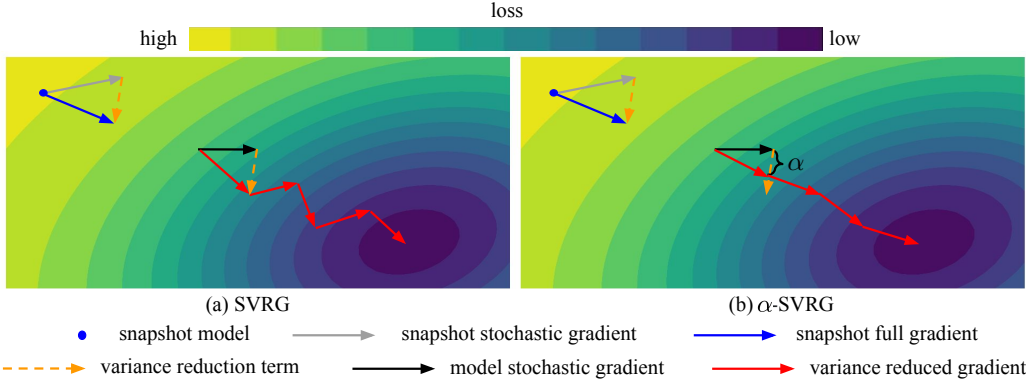 loss
high low
α
(a) SVRG (b) α-SVRG
snapshot model snapshot stochastic gradient snapshot full gradient
variance reduction term model stochastic gradient variance reduced gradient